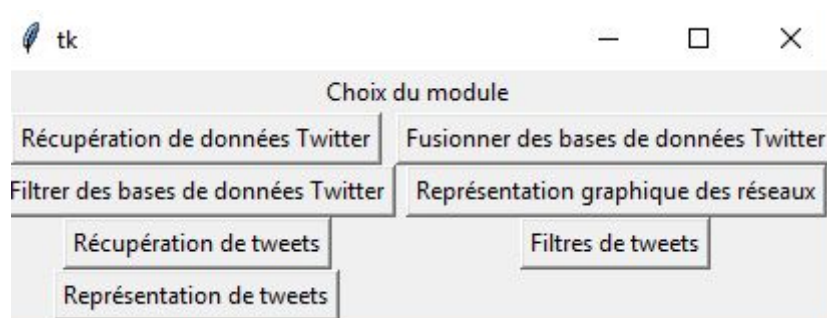 tk
Choix du module
Récupération de données Twitter
Fusionner des bases de données Twitter
Filtrer des bases de données Twitter
Représentation graphique des réseaux
Récupération de tweets
Filtres de tweets
Représentation de tweets